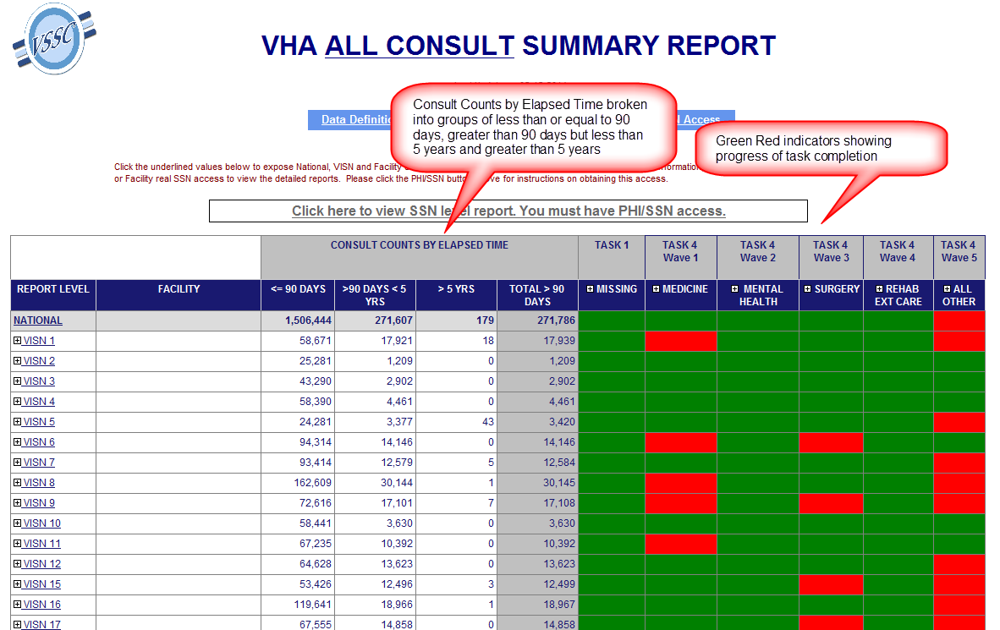 VSSC
VHA ALL CONSULT SUMMARY REPORT
Consult Counts by Elapsed Time broken
into groups of less than or equal to 90
days, greater than 90 days but less than
5 years and greater than 5 years
Green Red indicators showing
progress of task completion
Data Definitio
Access
Click the underlined values below to expose National, VISN and Facility
or Facility real SSN access to view the detailed reports. Please click the PHI/SSN button above for instructions on obtaining this access.
Click here to view SSN level report. You must have PHI/SSN access.
CONSULT COUNTS BY ELAPSED TIME TASK 1 TASK 4 TASK 4 TASK 4 TASK 4 TASK 4
Wave 1 Wave 2 Wave 3 Wave 4 Wave 5
REPORT LEVEL FACILITY <= 90 DAYS >90 DAYS < 5 > 5 YRS TOTAL > 90 MISSING MEDICINE MENTAL SURGERY REHAB ALL
YRS DAYS HEALTH EXT CARE OTHER
NATIONAL 1,506,444 271,607 179 271,786
VISN 1 58,671 17,921 18 17,939
VISN 2 25,281 1,209 0 1,209
VISN 3 43,290 2,902 0 2,902
VISN 4 58,390 4,461 0 4,461
VISN 5 24,281 3,377 43 3,420
VISN 6 94,314 14,146 0 14,146
VISN 7 93,414 12,579 5 12,584
VISN 8 162,609 30,144 1 30,145
VISN 9 72,616 17,101 7 17,108
VISN 10 58,441 3,630 0 3,630
VISN 11 67,235 10,392 0 10,392
VISN 12 64,628 13,623 0 13,623
VISN 15 53,426 12,496 3 12,499
VISN 16 119,641 18,966 1 18,967
VISN 17 67,555 14,858 0 14,858